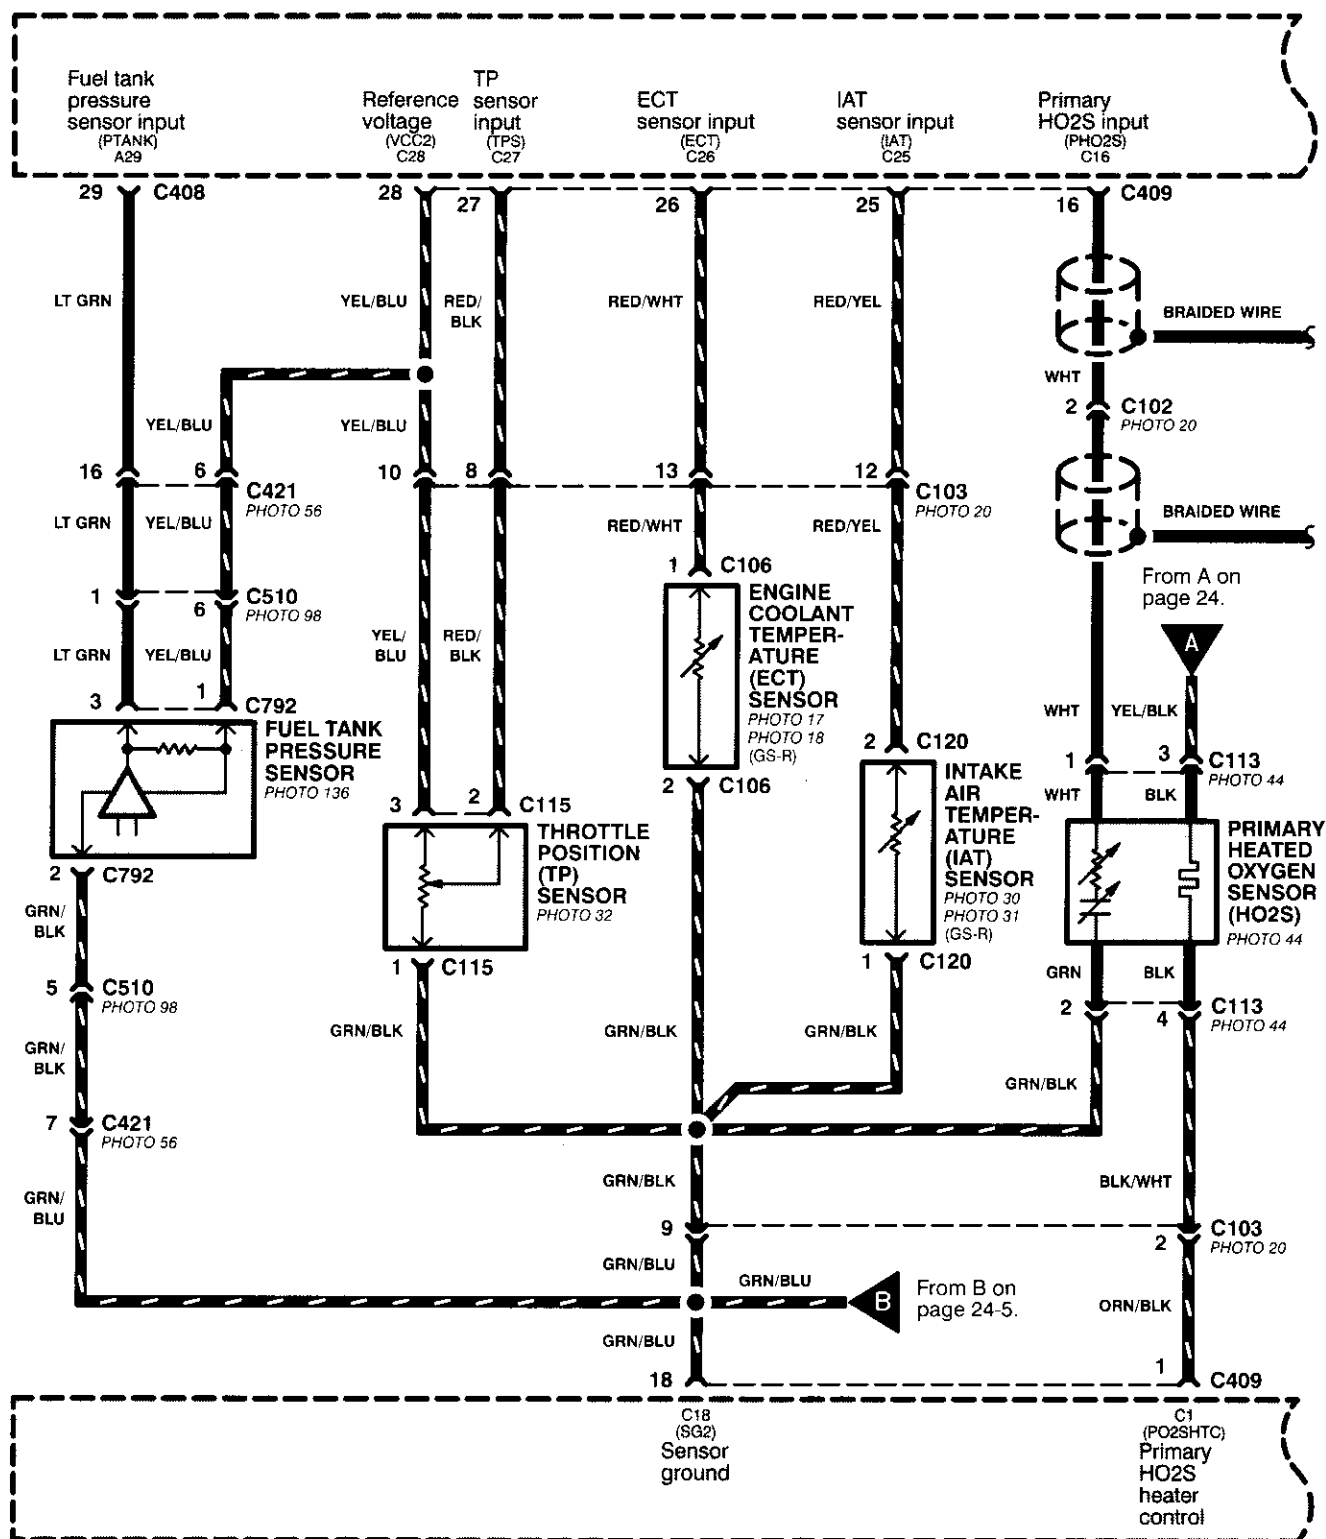 Fuel tank
pressure
sensor input
(PTANK)
A29
Reference
voltage
(VCC2)
C28
TP
sensor
input
(TPS)
C27
ECT
sensor input
(ECT)
C26
IAT
sensor input
(IAT)
C25
Primary
HO2S input
(PHO2S)
C16
29 C408
28
27
26
25
16
C409
LT GRN
YEL/BLU
RED/
BLK
RED/WHT
RED/YEL
BRAIDED WIRE
WHT
2 C102
PHOTO 20
YEL/BLU
YEL/BLU
16
6
C421
PHOTO 56
10
8
13
12
C103
PHOTO 20
LT GRN
YEL/BLU
RED/WHT
RED/YEL
BRAIDED WIRE
1
6
C510
PHOTO 98
1 C106
ENGINE
COOLANT
TEMPER-
ATURE
(ECT)
SENSOR
PHOTO 17
PHOTO 18
(GS-R)
From A on
page 24.
A
LT GRN
YEL/BLU
YEL/
BLU
RED/
BLK
3
1
C792
FUEL TANK
PRESSURE
SENSOR
PHOTO 136
WHT
YEL/BLK
2 C120
INTAKE
AIR
TEMPER-
ATURE
(IAT)
SENSOR
PHOTO 30
PHOTO 31
(GS-R)
1
3
C113
PHOTO 44
WHT
BLK
2 C106
3
2
C115
THROTTLE
POSITION
(TP)
SENSOR
PHOTO 32
PRIMARY
HEATED
OXYGEN
SENSOR
(HO2S)
PHOTO 44
2 C792
GRN/
BLK
1 C115
1 C120
GRN
BLK
5 C510
PHOTO 98
2
4
C113
PHOTO 44
GRN/BLK
GRN/BLK
GRN/BLK
GRN/
BLK
GRN/BLK
7 C421
PHOTO 56
GRN/BLK
BLK/WHT
GRN/
BLU
9
2
C103
PHOTO 20
GRN/BLU
GRN/BLU
B
From B on
page 24-5.
ORN/BLK
GRN/BLU
18
1
C409
C18
(SG2)
Sensor
ground
C1
(PO2SHTC)
Primary
HO2S
heater
control